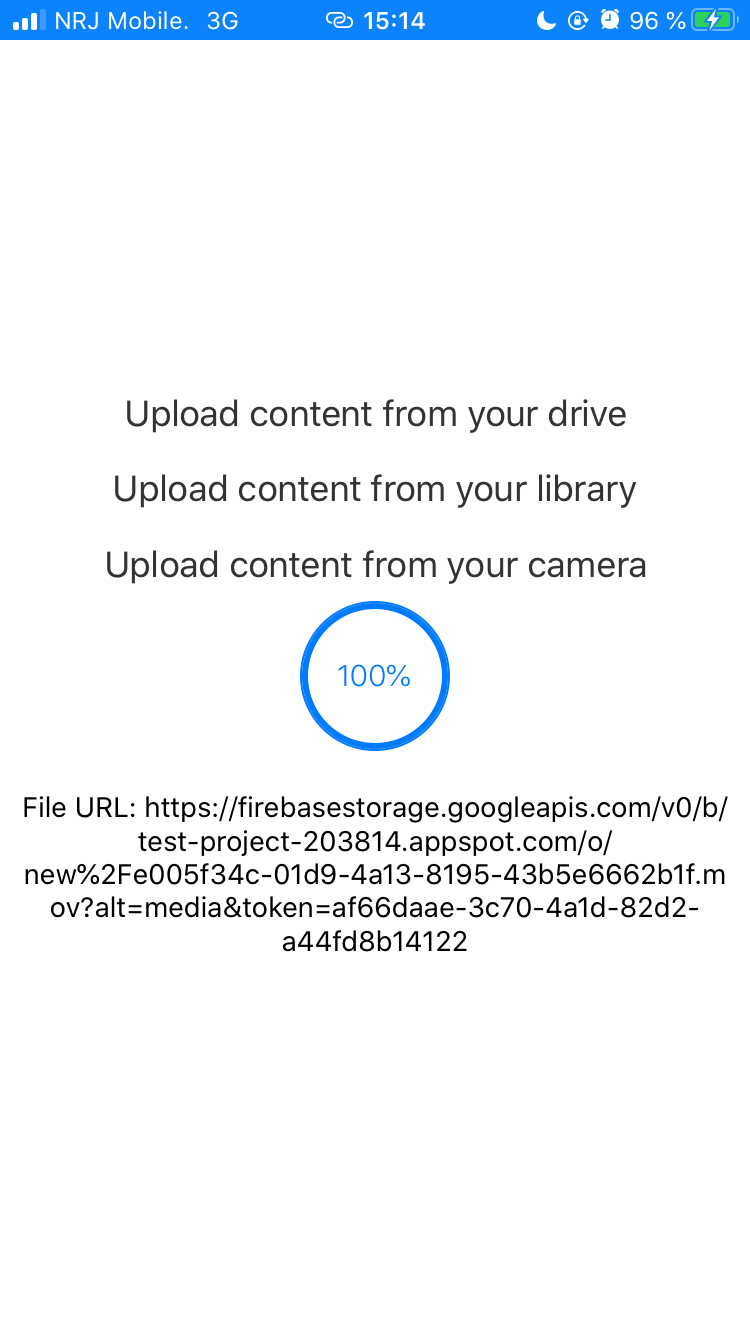 NRJ Mobile. 3G 15:14 96 %
Upload content from your drive
Upload content from your library
Upload content from your camera
100%
File URL: https://firebasestorage.googleapis.com/v0/b/
test-project-203814.appspot.com/o/
new%2Fe005f34c-01d9-4a13-8195-43b5e6662b1f.m
ov?alt=media&token=af66daae-3c70-4a1d-82d2-
a44fd8b14122